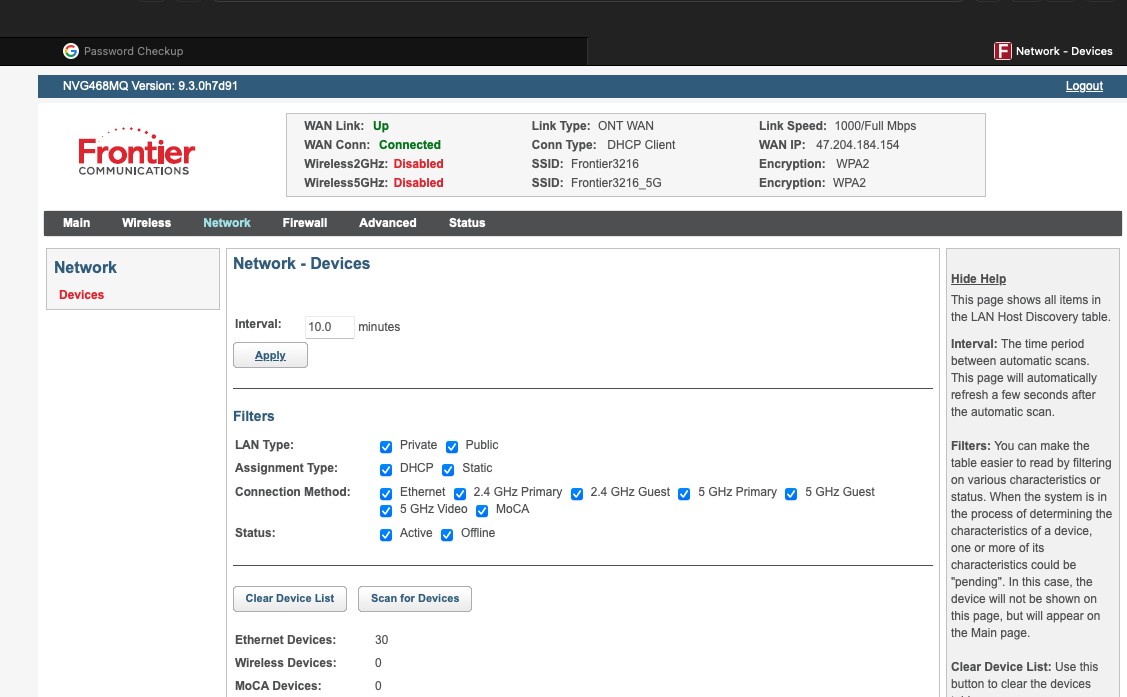 Password Checkup
Network - Devices
NVG468MQ Version: 9.3.0h7d91
Logout
Frontier
COMMUNICATIONS
WAN Link: Up
Link Type: ONT WAN
Link Speed: 1000/Full Mbps
WAN Conn: Connected
Conn Type: DHCP Client
WAN IP: 47.204.184.154
Wireless2GHz: Disabled
SSID: Frontier3216
Encryption: WPA2
Wireless5GHz: Disabled
SSID: Frontier3216_5G
Encryption: WPA2
Main Wireless Network Firewall Advanced Status
Network
Devices
Network - Devices
Interval: 10.0 minutes
Apply
Filters
LAN Type: Private Public
Assignment Type: DHCP Static
Connection Method: Ethernet 2.4 GHz Primary 2.4 GHz Guest 5 GHz Primary 5 GHz Guest
5 GHz Video MoCA
Status: Active Offline
Clear Device List Scan for Devices
Ethernet Devices: 30
Wireless Devices: 0
MoCA Devices: 0
Hide Help
This page shows all items in
the LAN Host Discovery table.
Interval: The time period
between automatic scans.
This page will automatically
refresh a few seconds after
the automatic scan.
Filters: You can make the
table easier to read by filtering
on various characteristics or
status. When the system is in
the process of determining the
characteristics of a device,
one or more of its
characteristics could be
"pending". In this case, the
device will not be shown on
this page, but will appear on
the Main page.
Clear Device List: Use this
button to clear the devices